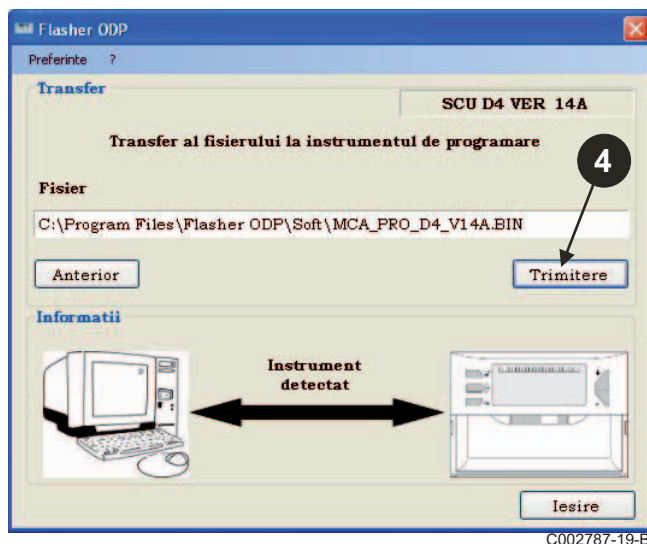 Flasher ODP
Preferinte ?
Transfer
SCU D4 VER 14A
Transfer al fisierului la instrumentul de programare
4
Fisier
C:\Program Files\Flasher ODP\Soft\MCA_PRO_D4_V14A.BIN
Anterior Trimitere
Informatii
Instrument
detectat
Iesire
C002787-19-B